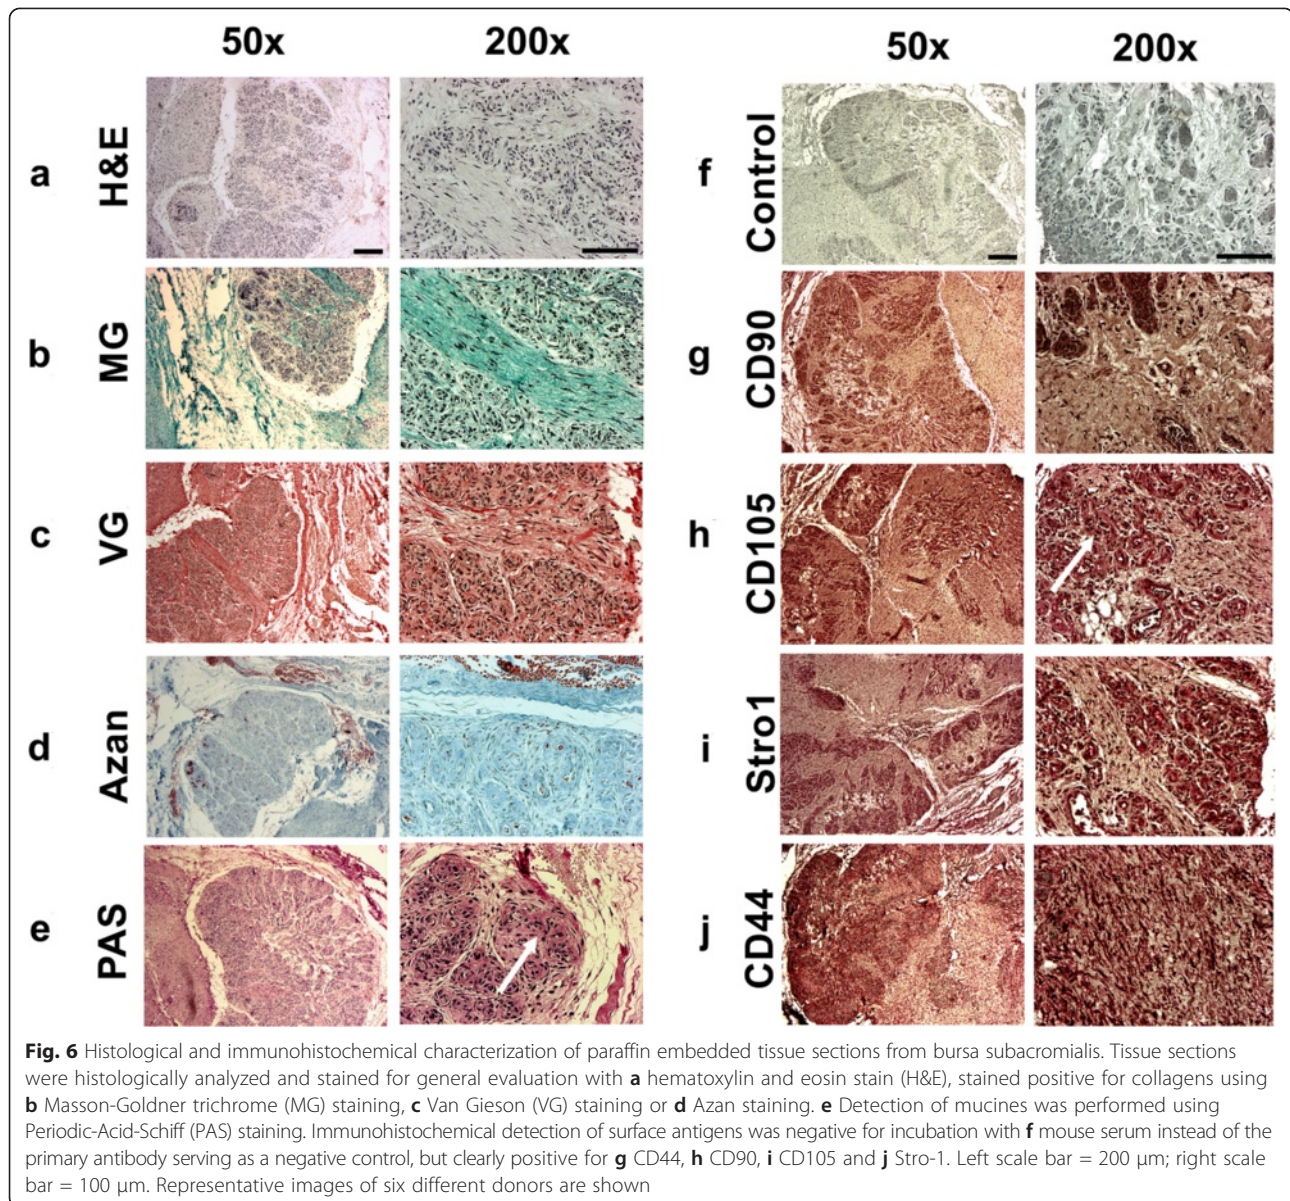 50x 200x 50x 200x
a H&E f Control
b MG g CD90
c VG h CD105
d Azan i Stro1
e PAS j CD44
Fig. 6 Histological and immunohistochemical characterization of paraffin embedded tissue sections from bursa subacromialis. Tissue sections
were histologically analyzed and stained for general evaluation with a hematoxylin and eosin stain (H&E), stained positive for collagens using
b Masson-Goldner trichrome (MG) staining, c Van Gieson (VG) staining or d Azan staining. e Detection of mucines was performed using
Periodic-Acid-Schiff (PAS) staining. Immunohistochemical detection of surface antigens was negative for incubation with f mouse serum instead of the
primary antibody serving as a negative control, but clearly positive for g CD44, h CD90, i CD105 and j Stro-1. Left scale bar = 200 μm; right scale
bar = 100 μm. Representative images of six different donors are shown